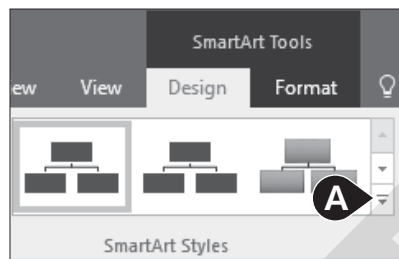 SmartArt Tools
ew View Design Format
A
SmartArt Styles